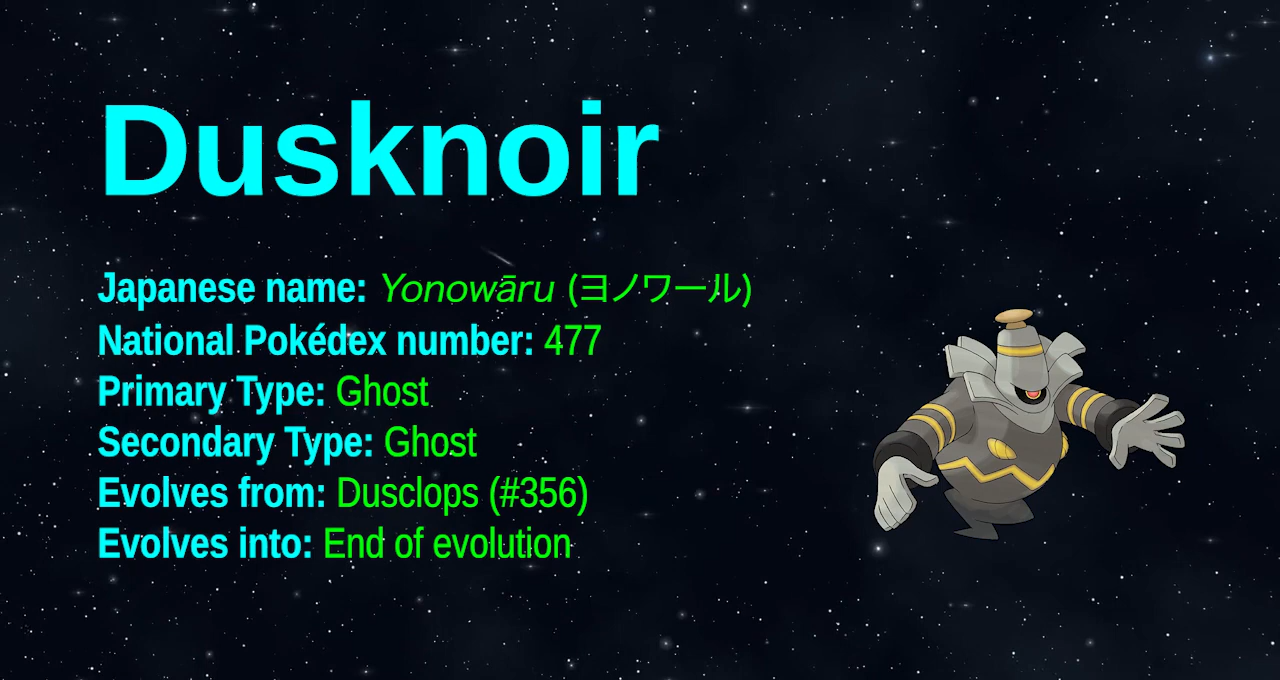 Dusknoir
Japanese name: Yonowāru (ヨノワール)
National Pokédex number: 477
Primary Type: Ghost
Secondary Type: Ghost
Evolves from: Dusclops (#356)
Evolves into: End of evolution